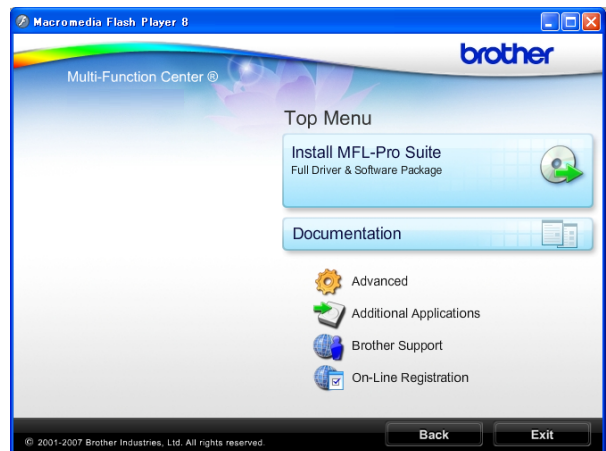 Macromedia Flash Player 8
brother
Multi-Function Center ®
Top Menu
Install MFL-Pro Suite
Full Driver & Software Package
Documentation
Advanced
Additional Applications
Brother Support
On-Line Registration
© 2001-2007 Brother Industries, Ltd. All rights reserved.
Back
Exit